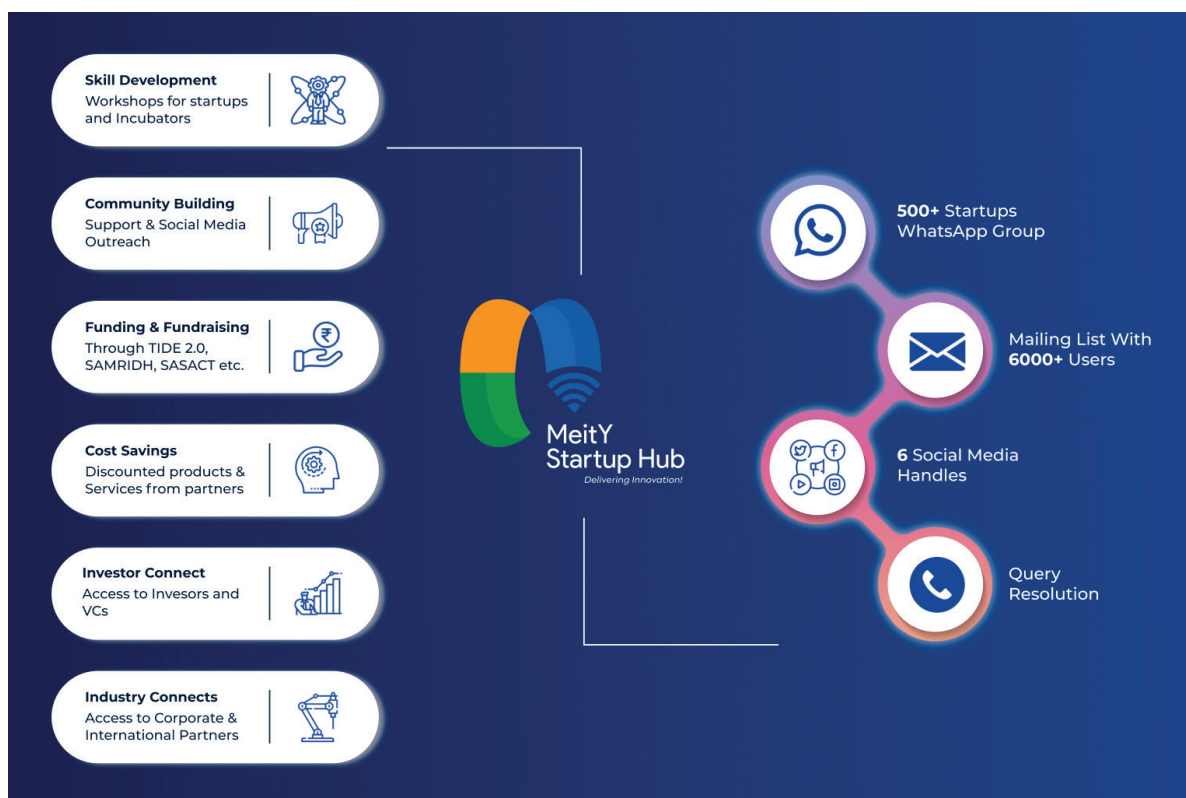 Skill Development
Workshops for startups
and Incubators
Community Building
Support & Social Media
Outreach
Funding & Fundraising
Through TIDE 2.0,
SAMRIDH, SASACT etc.
Cost Savings
Discounted products &
Services from partners
Investor Connect
Access to Invesors and
VCs
Industry Connects
Access to Corporate &
International Partners
MeitY
Startup Hub
Delivering Innovation!
500+ Startups
WhatsApp Group
Mailing List With
6000+ Users
6 Social Media
Handles
Query
Resolution